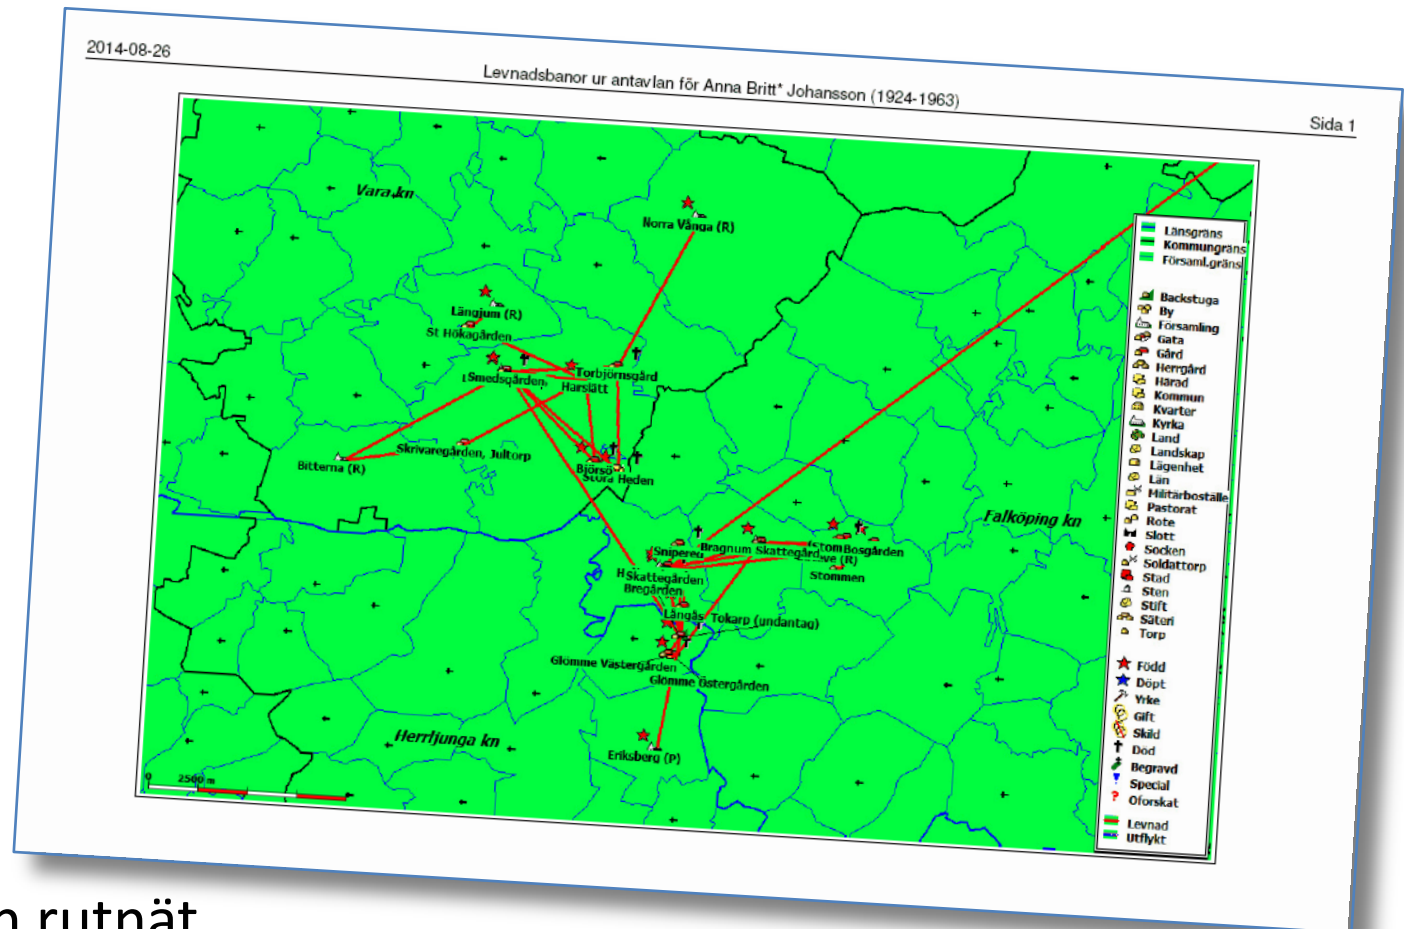 2014-08-26
Levnadsbanor ur antavlan för Anna Britt* Johansson (1924-1963)
Sida 1
Vara kn
Norra Vånga (R)
Längjum (R)
St Hökagården
Smedsgården,
Torbjörnsgård
Harslätt
Skrivaregården, Jultorp
Bitterna (R)
Björsö
Stora Heden
Falköping kn
Snipered
Bragnum Skattegård
Bosgården
(R)
Stommen
Skattegården
Bregården
Långås Tokarp (undantag)
Glömme Västergården
Glömme Östergården
Eriksberg (P)
Herrljunga kn
0 2500 m
Länsgräns
Kommungräns
Församl.gräns
Backstuga
By
Församling
Gata
Gård
Herrgård
Härad
Kommun
Kvarter
Kyrka
Land
Landskap
Lägenhet
Län
Militärboställe
Pastorat
Rote
Slott
Socken
Soldattorp
Stad
Sten
Stift
Säteri
Torp
Född
Döpt
Yrke
Gift
Skild
Död
Begravd
Special
Oforskat
Levnad
Utflykt
rutnät